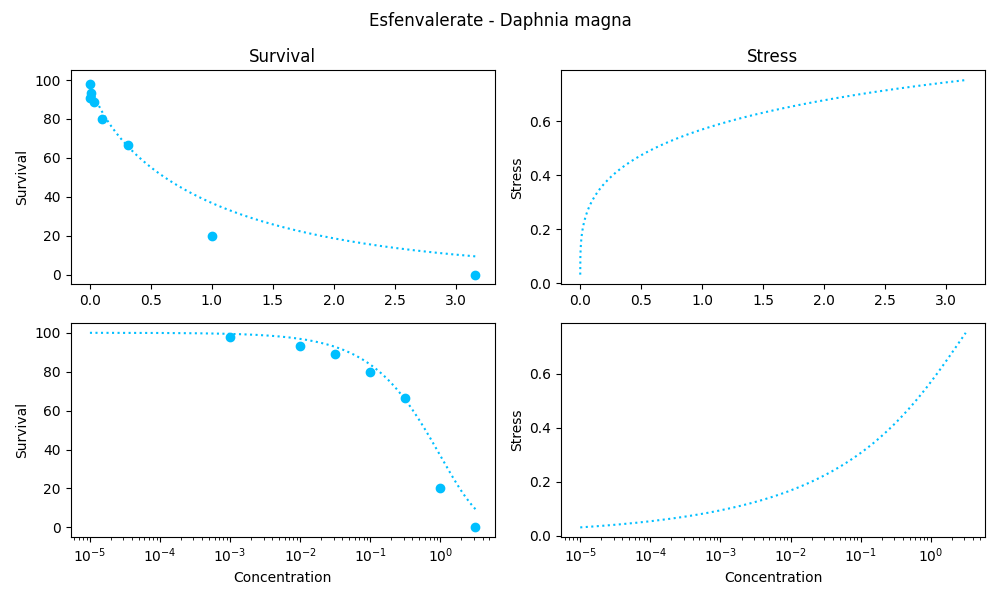 Esfenvalerate - Daphnia magna
Survival
Stress
Survival
100
80
60
40
20
0
0.0 0.5 1.0 1.5 2.0 2.5 3.0
Stress
0.6
0.4
0.2
0.0
0.0 0.5 1.0 1.5 2.0 2.5 3.0
Survival
100
80
60
40
20
0
10⁻⁵ 10⁻⁴ 10⁻³ 10⁻² 10⁻¹ 10⁰
Concentration
Stress
0.6
0.4
0.2
0.0
10⁻⁵ 10⁻⁴ 10⁻³ 10⁻² 10⁻¹ 10⁰
Concentration